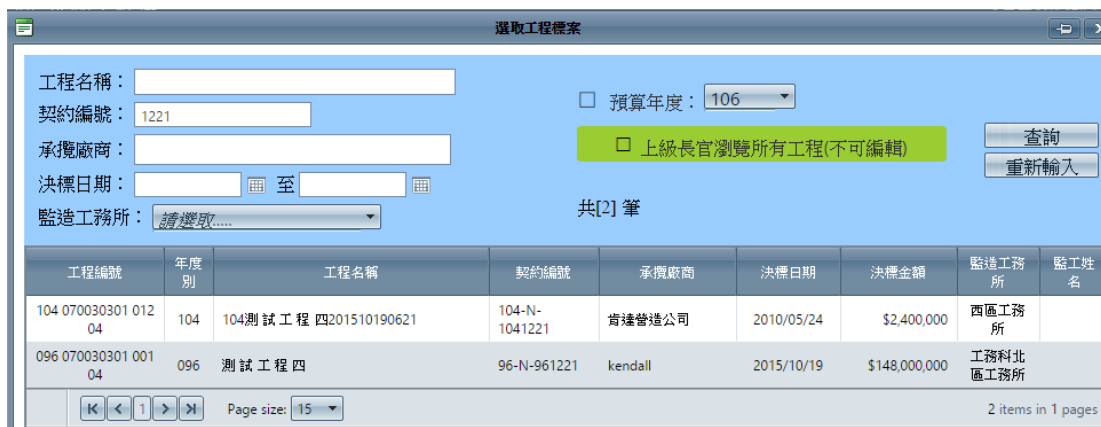 選取工程標案
工程名稱：
預算年度： 106
契約編號： 1221
承攬廠商：
上級長官瀏覽所有工程(不可編輯)
查詢
重新輸入
決標日期： 至
共[2] 筆
監造工務所： 請選取.....
工程編號 年度別 工程名稱 契約編號 承攬廠商 決標日期 決標金額 監造工務所 監工姓名
104 070030301 012 04 104 104測 試 工 程 四201510190621 104-N-1041221 肯達營造公司 2010/05/24 $2,400,000 西區工務所
096 070030301 001 04 096 測 試 工 程 四 96-N-961221 kendall 2015/10/19 $148,000,000 工務科北區工務所
1 Page size: 15 2 items in 1 pages